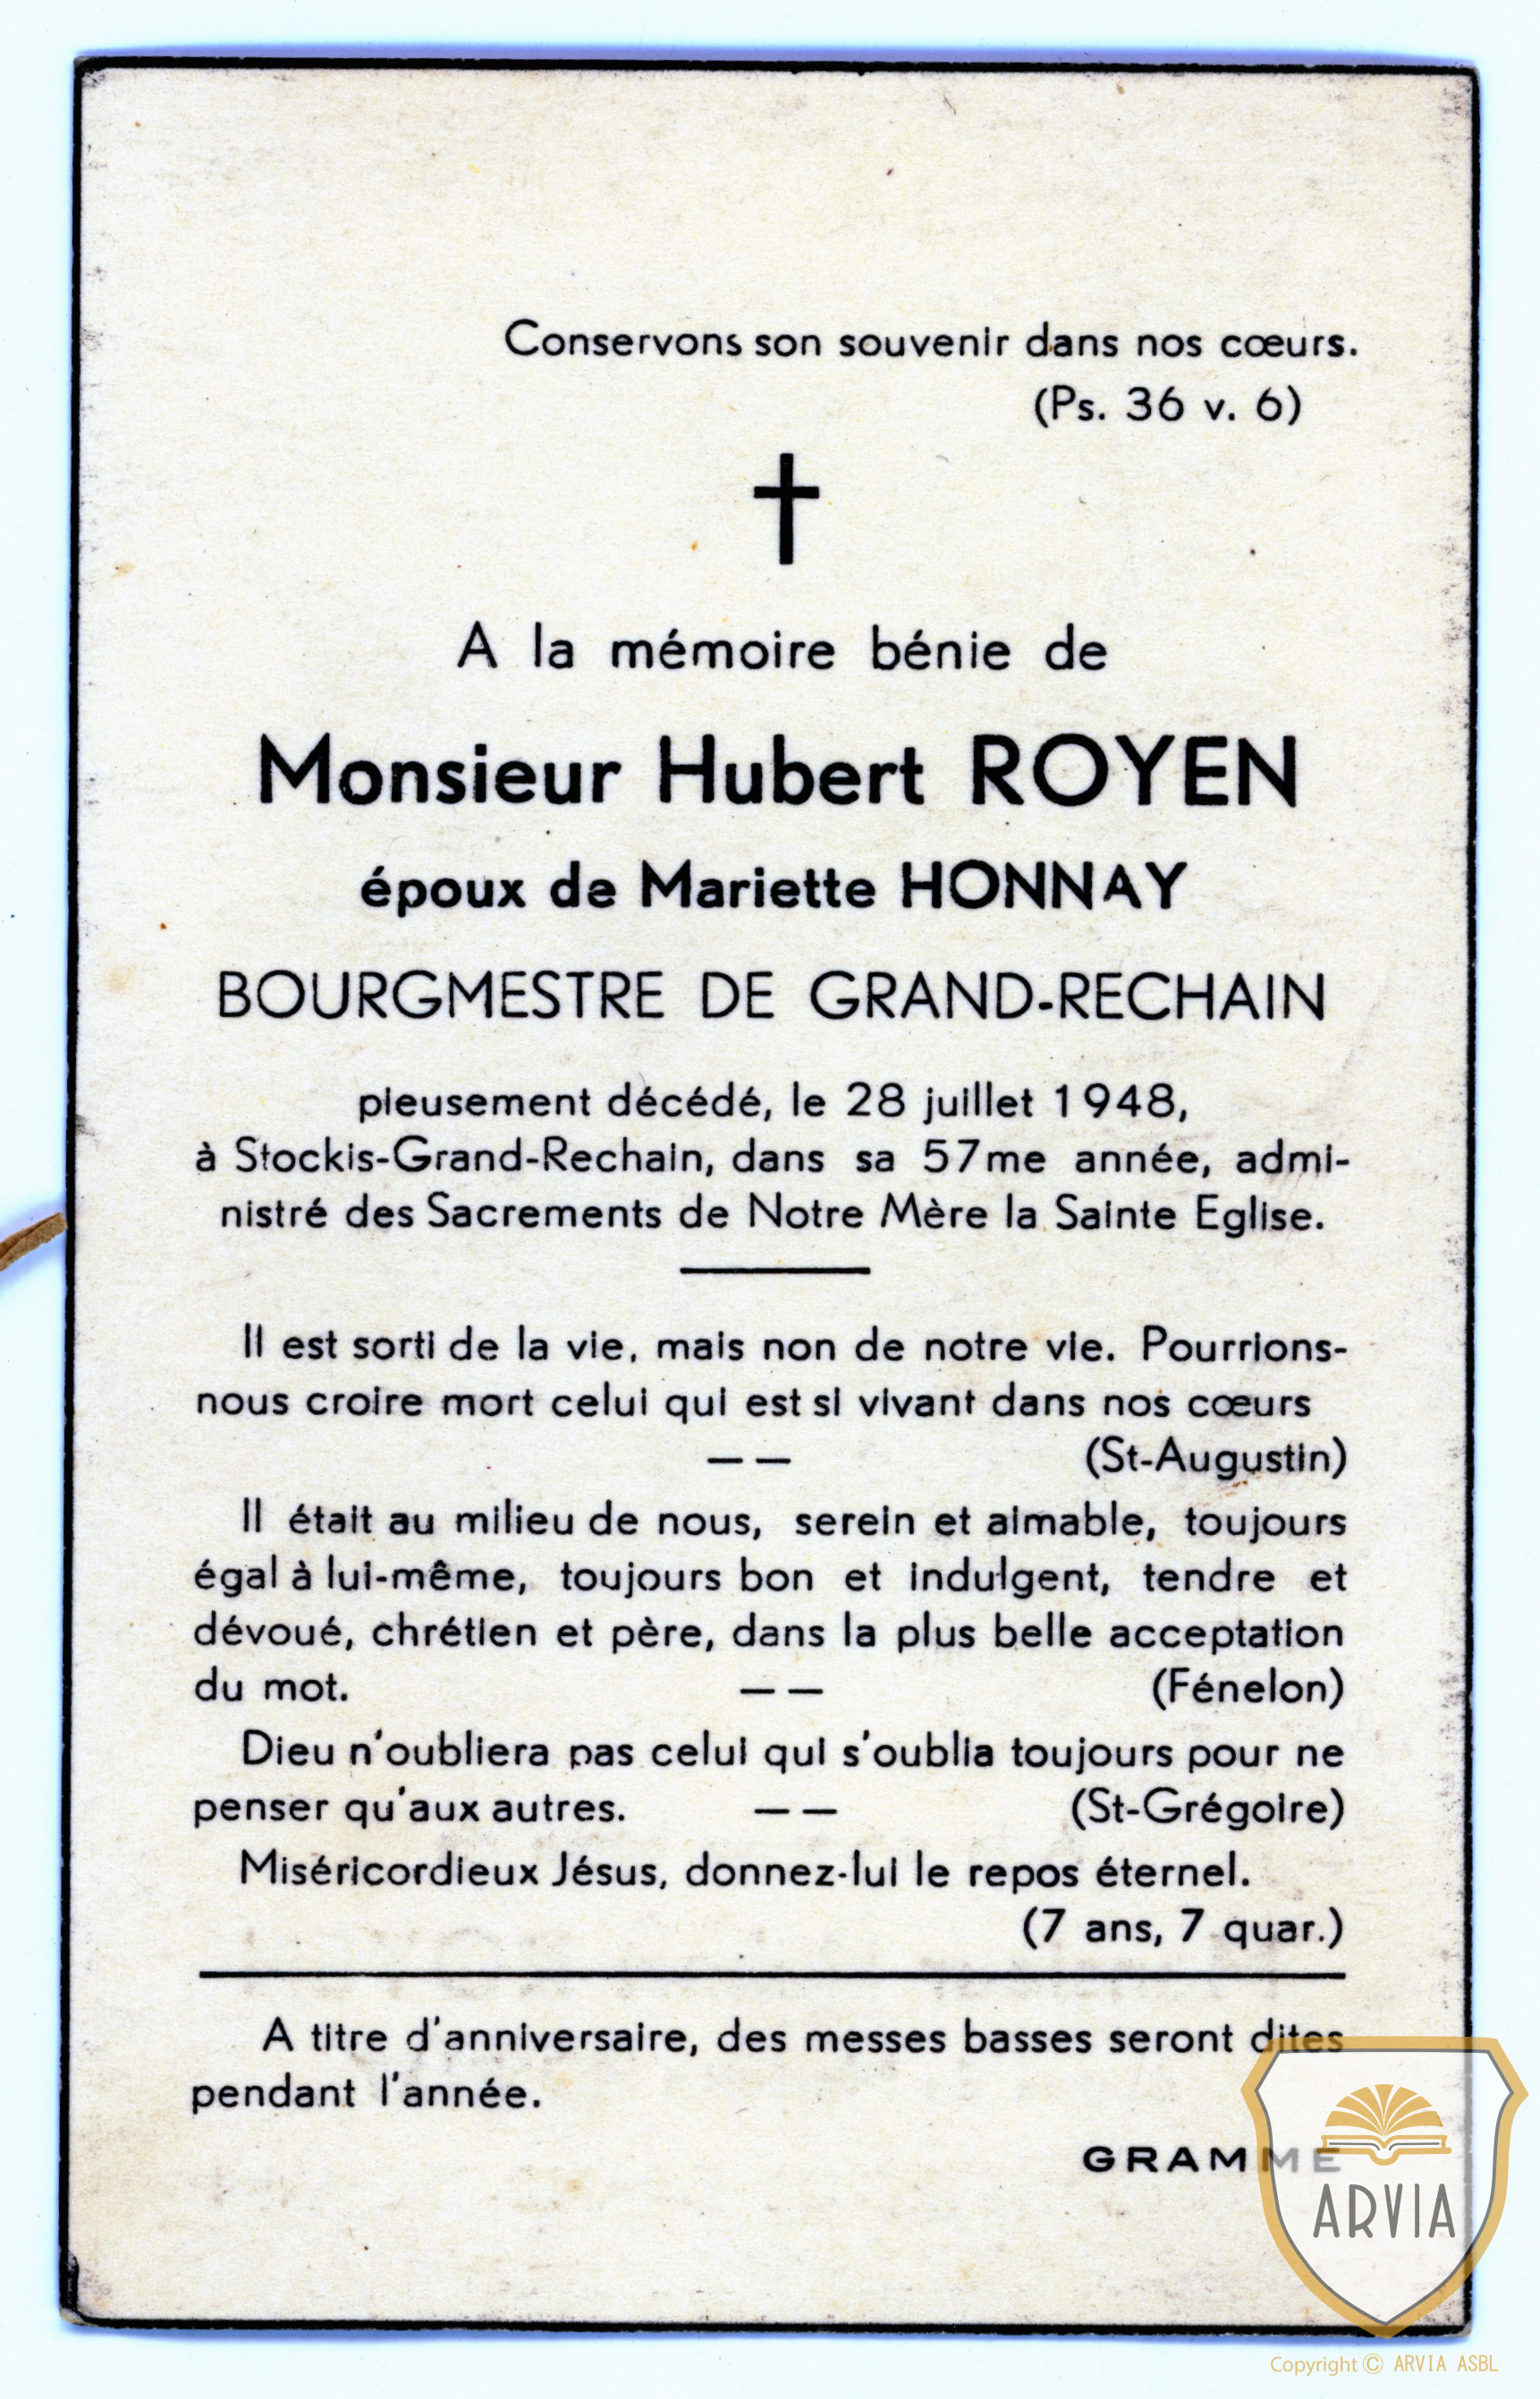 Conservons son souvenir dans nos cœurs.
(Ps. 36 v. 6)
A la mémoire bénie de
Monsieur Hubert ROYEN
époux de Mariette HONNAY
BOURGMESTRE DE GRAND-RECHAIN
pieusement décédé, le 28 juillet 1948,
à Stockis-Grand-Rechain, dans sa 57me année, admi-
nistré des Sacrements de Notre Mère la Sainte Eglise.
Il est sorti de la vie, mais non de notre vie. Pourrions-
nous croire mort celui qui est si vivant dans nos cœurs
— — (St-Augustin)
Il était au milieu de nous, serein et aimable, toujours
égal à lui-même, toujours bon et indulgent, tendre et
dévoué, chrétien et père, dans la plus belle acceptation
du mot. — — (Fénelon)
Dieu n'oubliera pas celui qui s'oublia toujours pour ne
penser qu'aux autres. — — (St-Grégoire)
Miséricordieux Jésus, donnez-lui le repos éternel.
(7 ans, 7 quar.)
A titre d'anniversaire, des messes basses seront dites
pendant l'année.
GRAMME
ARVIA
Copyright © ARVIA ASBL